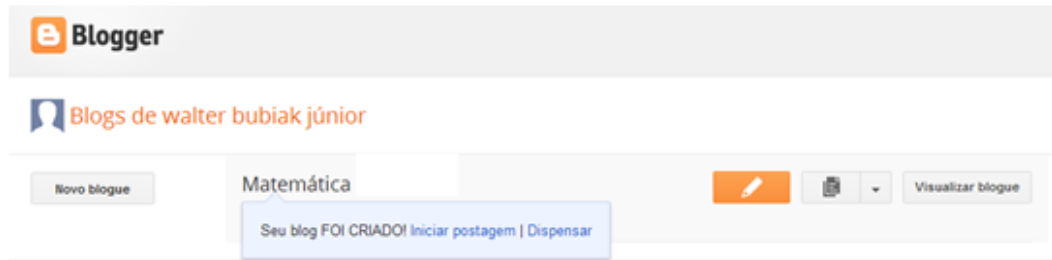 Blogger
Blogs de walter bubiak júnior
Novo blogue
Matemática
Visualizar blogue
Seu blog FOI CRIADO! Iniciar postagem | Dispensar